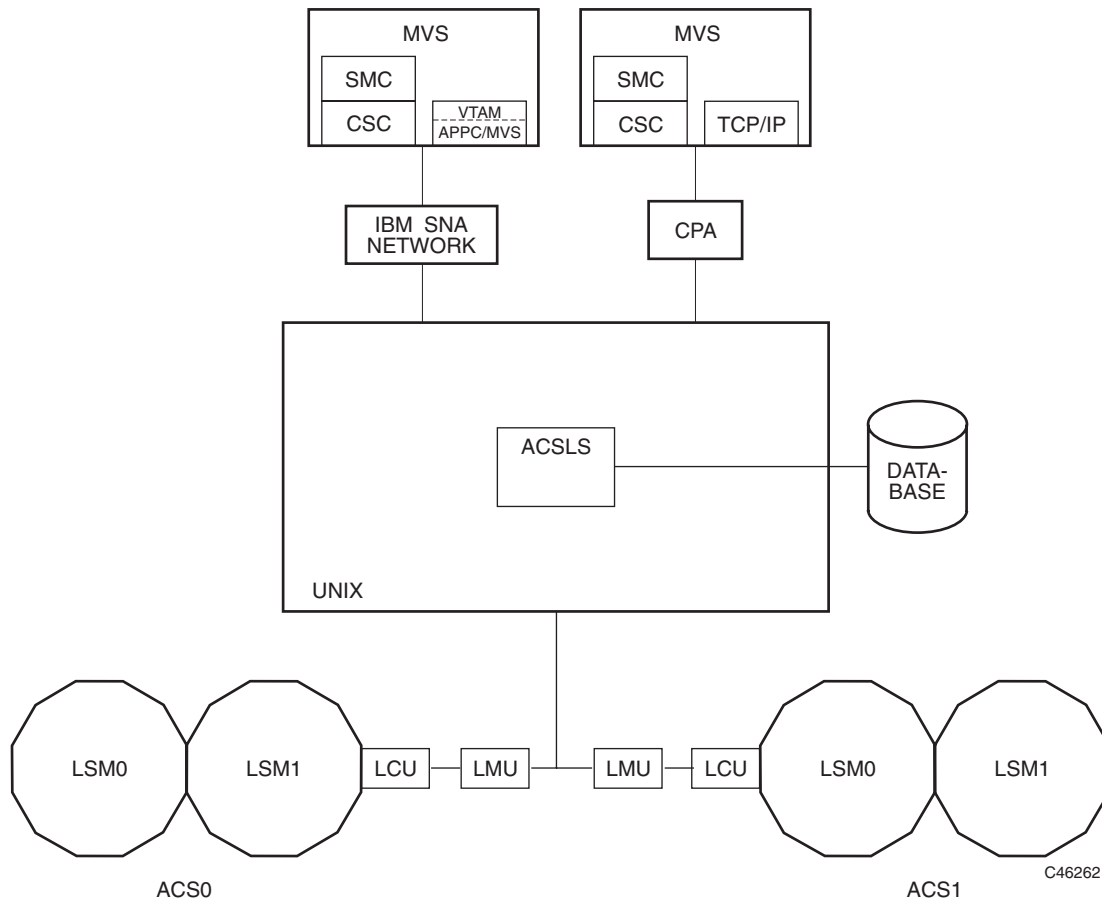 MVS
SMC
CSC
VTAM
APPC/MVS
MVS
SMC
CSC
TCP/IP
IBM SNA
NETWORK
CPA
ACSLS
DATA-
BASE
UNIX
LSM0
LSM1
LCU
LMU
LMU
LCU
LSM0
LSM1
C46262
ACS0
ACS1